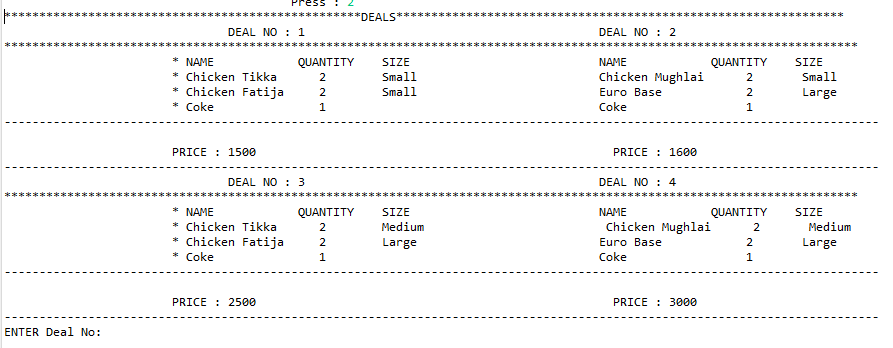 Press : 2
***************************************************DEALS****************************************************************
DEAL NO : 1 DEAL NO : 2
**************************************************************************************************************************
* NAME QUANTITY SIZE NAME QUANTITY SIZE
* Chicken Tikka 2 Small Chicken Mughlai 2 Small
* Chicken Fatija 2 Small Euro Base 2 Large
* Coke 1 Coke 1
-----------------------------------------------------------------------------------------------------------------------------
PRICE : 1500 PRICE : 1600
-----------------------------------------------------------------------------------------------------------------------------
DEAL NO : 3 DEAL NO : 4
**************************************************************************************************************************
* NAME QUANTITY SIZE NAME QUANTITY SIZE
* Chicken Tikka 2 Medium Chicken Mughlai 2 Medium
* Chicken Fatija 2 Large Euro Base 2 Large
* Coke 1 Coke 1
-----------------------------------------------------------------------------------------------------------------------------
PRICE : 2500 PRICE : 3000
-----------------------------------------------------------------------------------------------------------------------------
ENTER Deal No: